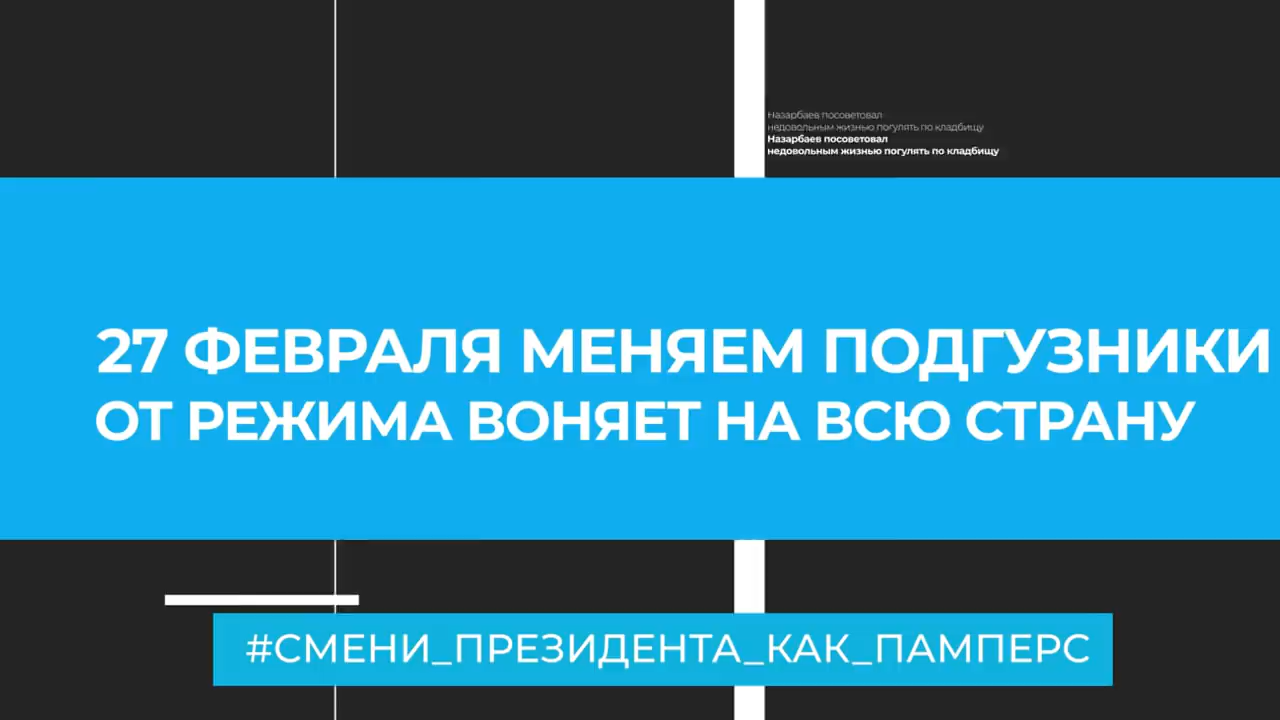 Назарбаев посоветовал
недовольным жизнью погулять по кладбищу
Назарбаев посоветовал
недовольным жизнью погулять по кладбищу
27 ФЕВРАЛЯ МЕНЯЕМ ПОДГУЗНИКИ
ОТ РЕЖИМА ВОНЯЕТ НА ВСЮ СТРАНУ
#СМЕНИ_ПРЕЗИДЕНТА_КАК_ПАМПЕРС